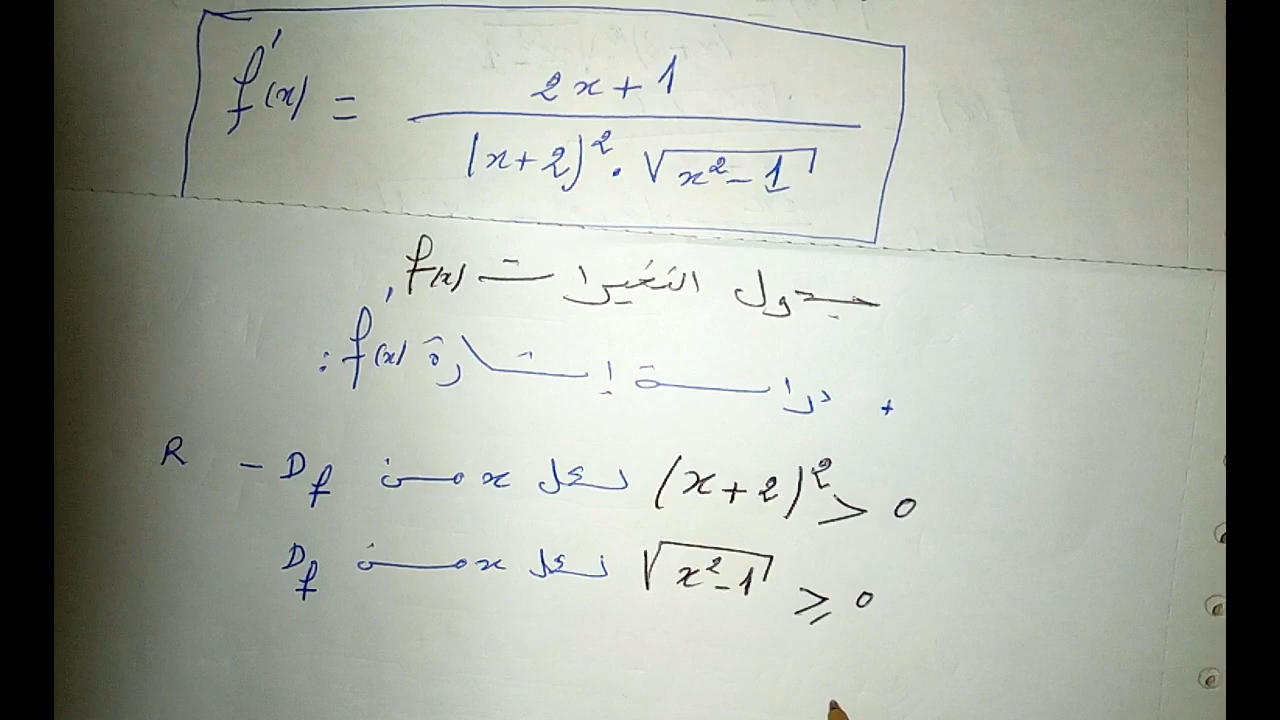 f'(x) = (2x+1) / ((x+2)² · √(x²-1))
جدول التغيرات f(x)
+ دراسة إشارة f'(x) :
(x+2)² > 0 لكل x من Df - R
√(x²-1) ≥ 0 لكل x من Df